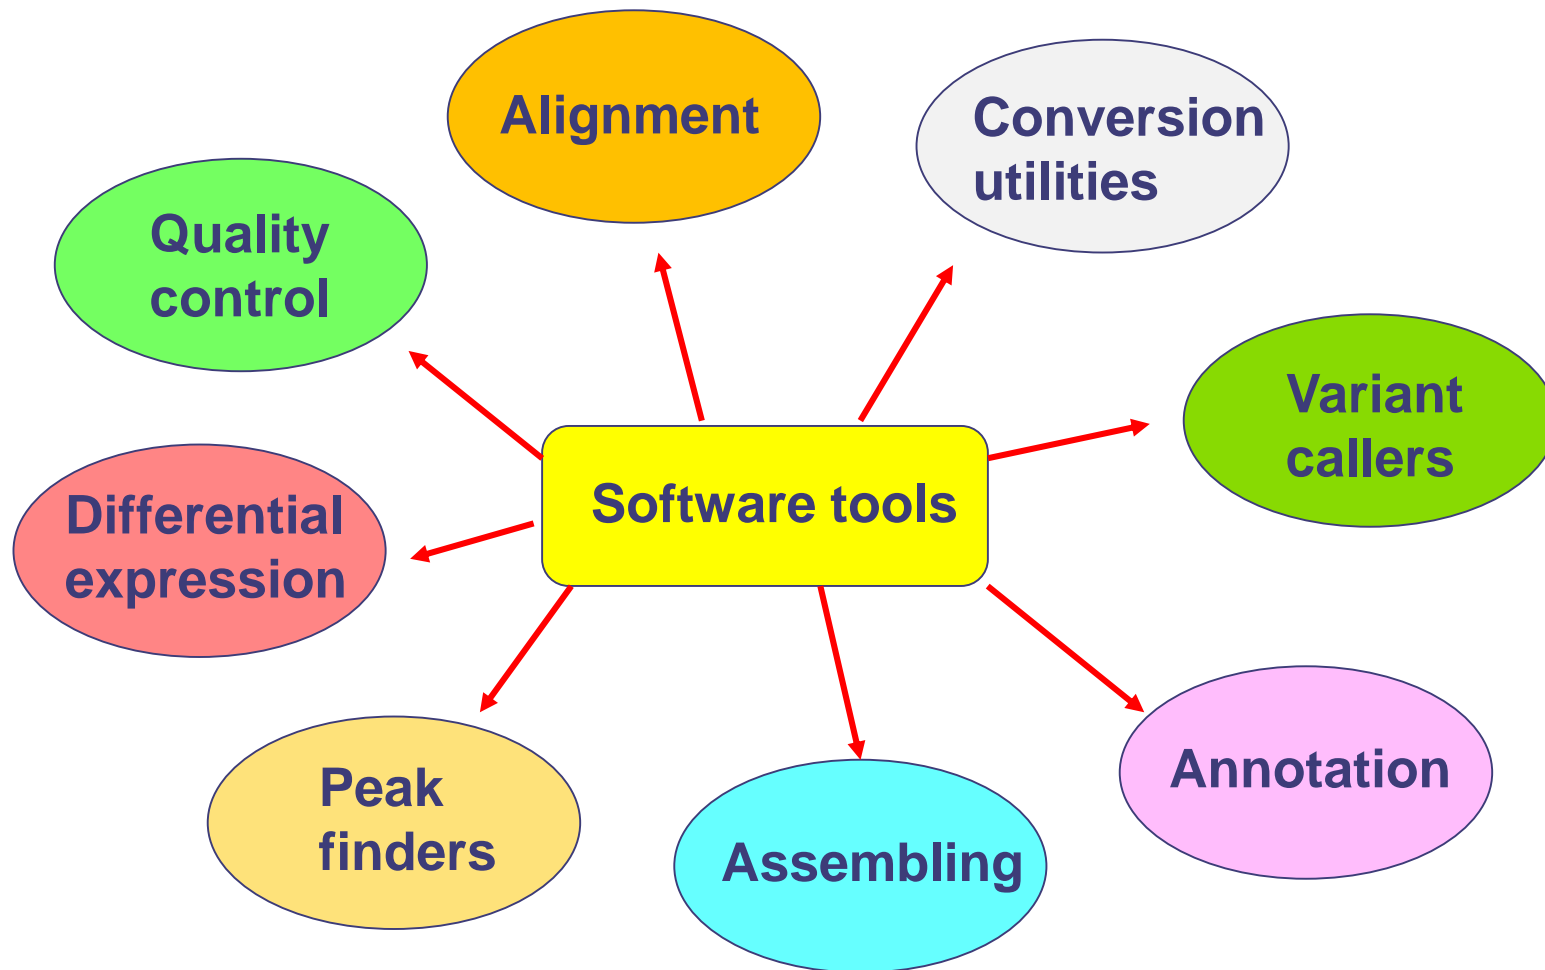 Alignment
Conversion
utilities
Quality
control
Variant
callers
Software tools
Differential
expression
Peak
finders
Assembling
Annotation